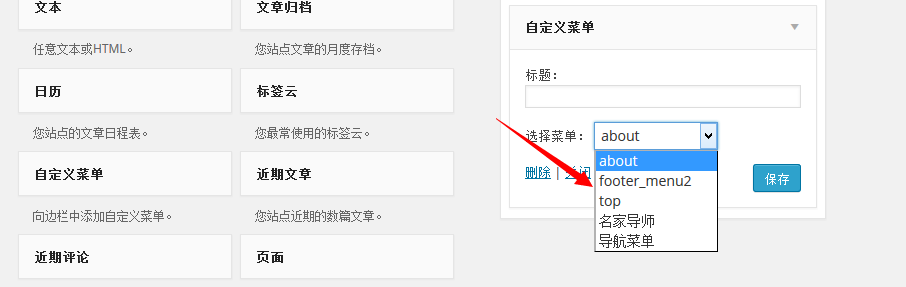 文本
文章归档
任意文本或HTML。
您站点的文章的月度存档。
日历
标签云
您站点的文章日程表。
您最常使用的标签云。
自定义菜单
近期文章
向边栏中添加自定义菜单。
您站点近期的数篇文章。
近期评论
页面
自定义菜单
标题：
选择菜单：
about
about
footer_menu2
top
名家导师
导航菜单
删除 | 关闭
保存